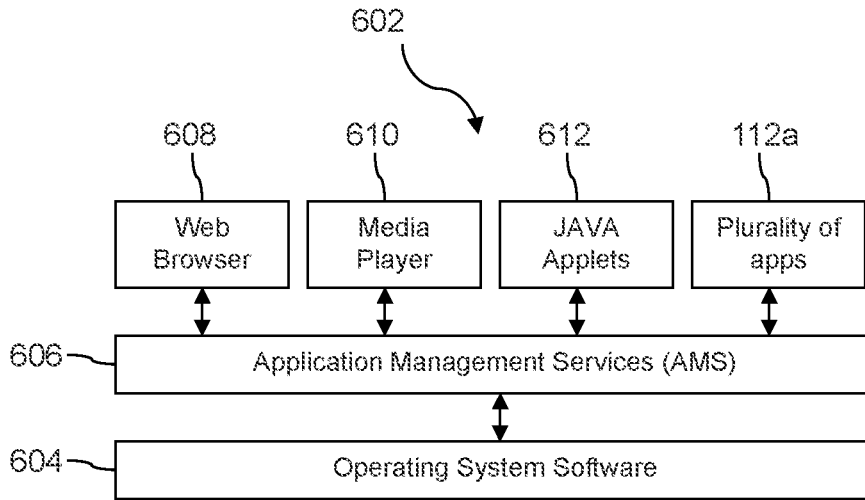 602
608
610
612
112a
Web
Browser
Media
Player
JAVA
Applets
Plurality of
apps
606
Application Management Services (AMS)
604
Operating System Software